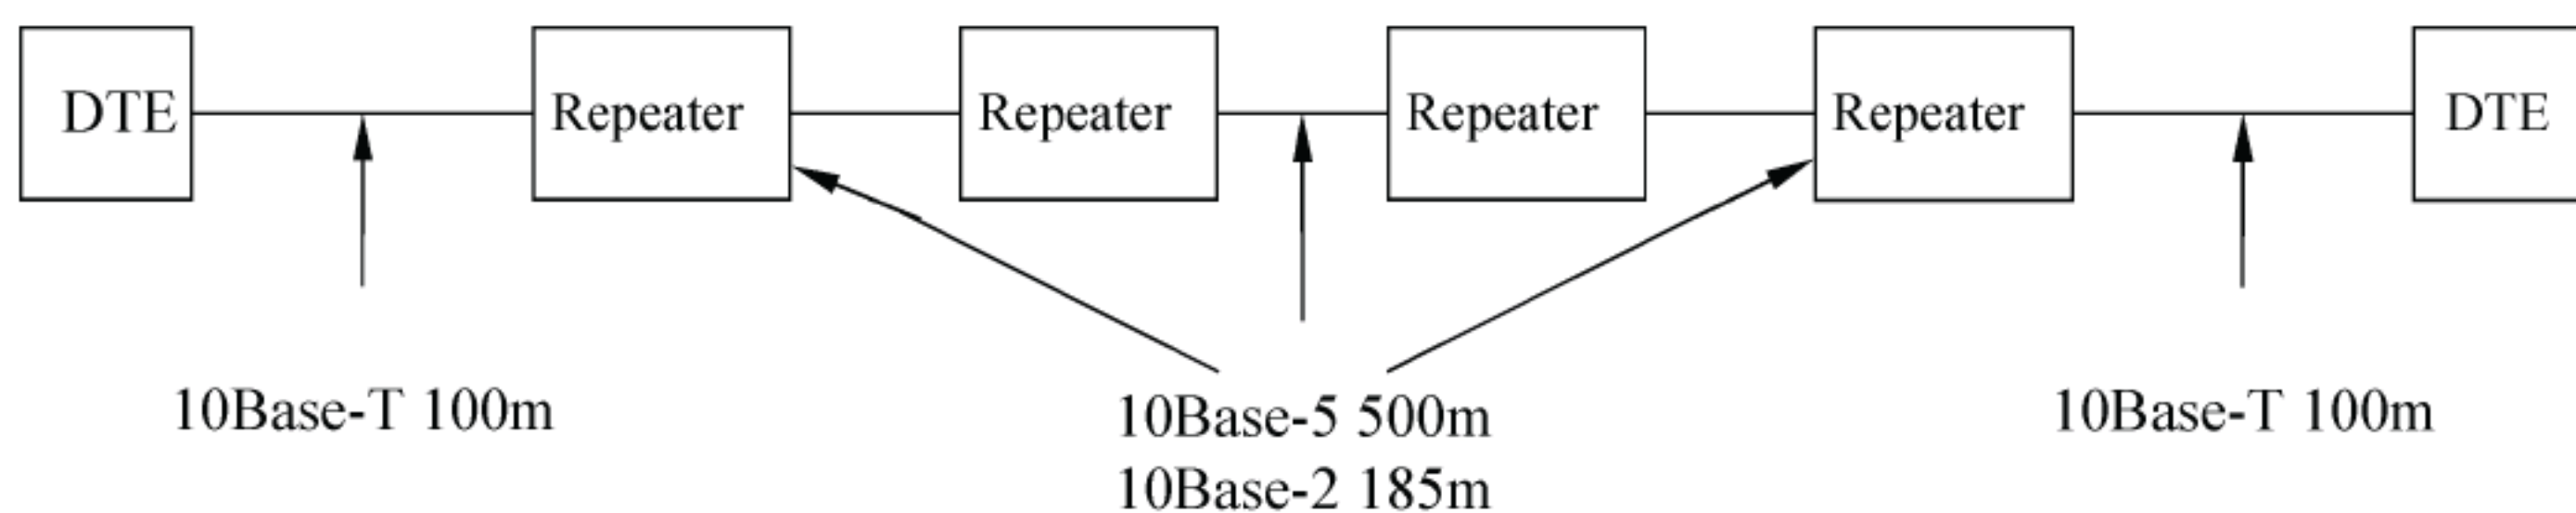 DTE
Repeater
Repeater
Repeater
Repeater
DTE
10Base-T 100m
10Base-5 500m
10Base-2 185m
10Base-T 100m